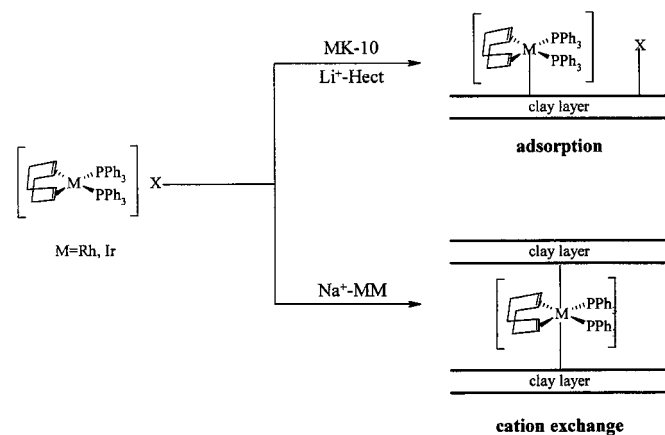 MK-10
Li⁺-Hect
M PPh₃
PPh₃
X
clay layer
adsorption
M PPh₃
PPh₃
X
M=Rh, Ir
Na⁺-MM
clay layer
M PPh₃
PPh₃
clay layer
cation exchange